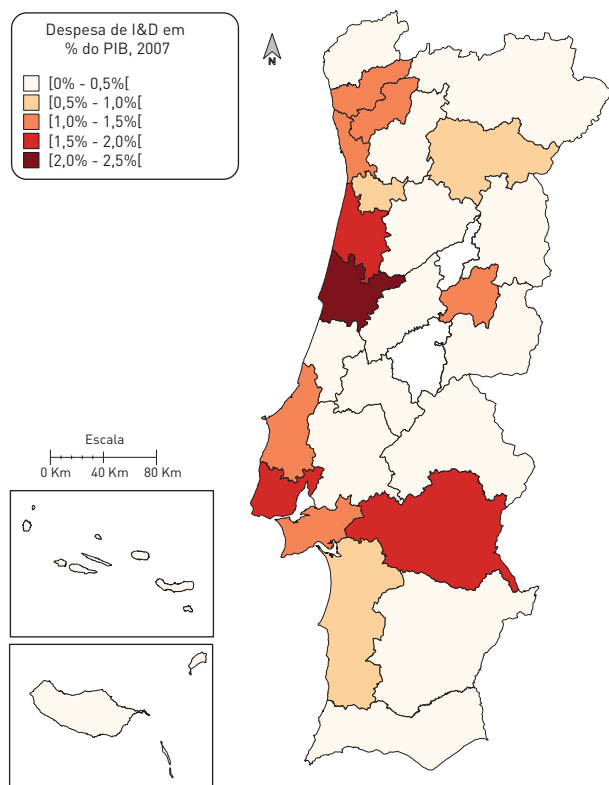 Despesa de I&D em
% do PIB, 2007
[0% - 0,5%[
[0,5% - 1,0%[
[1,0% - 1,5%[
[1,5% - 2,0%[
[2,0% - 2,5%[
N
Escala
0 Km 40 Km 80 Km